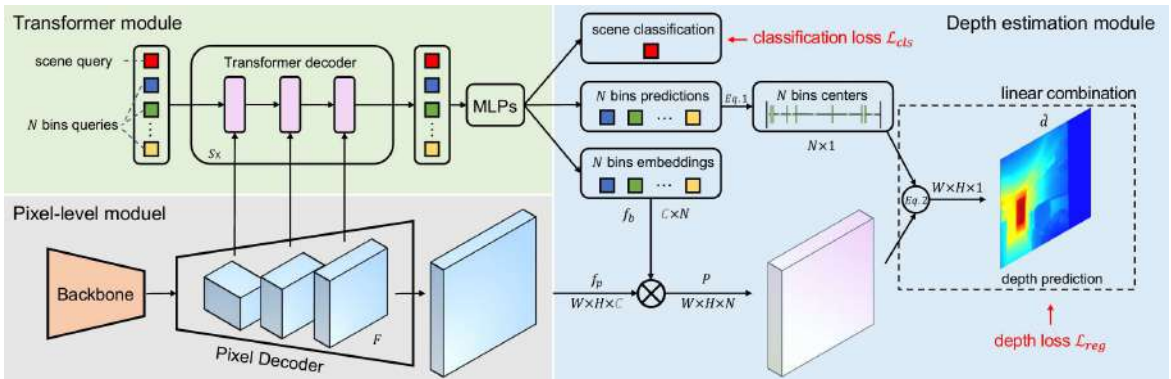 Transformer module
scene query
N bins queries
Transformer decoder
S×
MLPs
Pixel-level moduel
Backbone
Pixel Decoder
F
Depth estimation module
scene classification
classification loss ℒcls
N bins predictions
Eq. 1
N bins centers
N×1
N bins embeddings
f_b
C×N
f_p
W×H×C
P
W×H×N
linear combination
d̂
Eq. 2
W×H×1
depth prediction
depth loss ℒreg